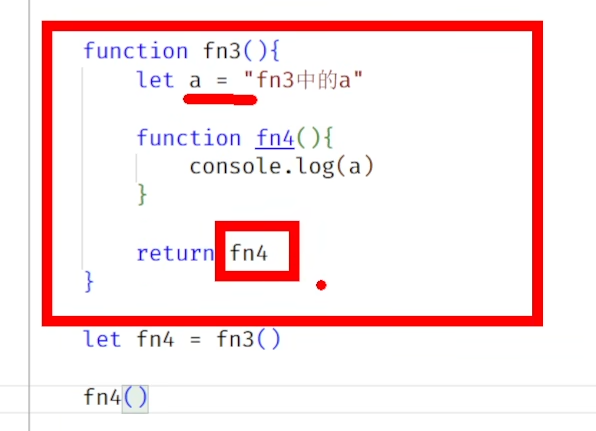 function fn3(){
let a = "fn3中的a"
function fn4(){
console.log(a)
}
return fn4
}
let fn4 = fn3()
fn4()